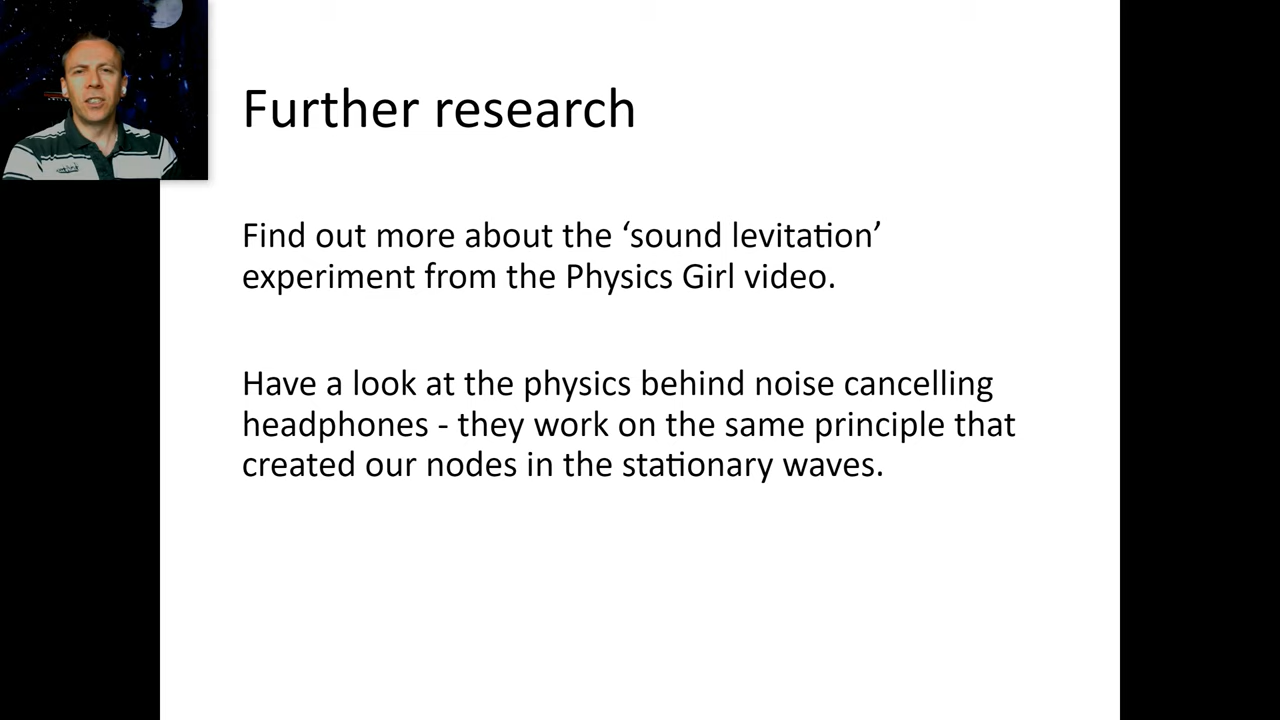 Further research
Find out more about the ‘sound levitation’
experiment from the Physics Girl video.
Have a look at the physics behind noise cancelling
headphones - they work on the same principle that
created our nodes in the stationary waves.